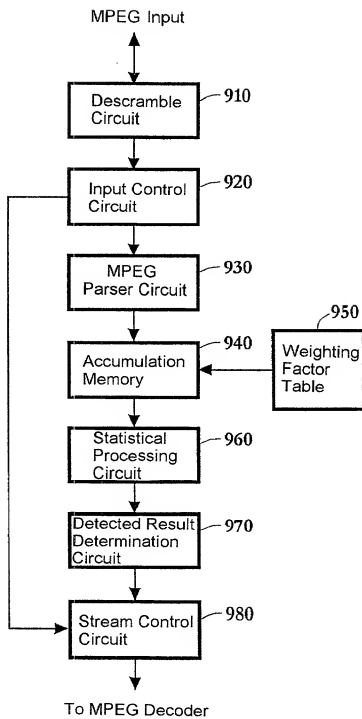 MPEG Input
Descramble
Circuit
910
Input Control
Circuit
920
MPEG
Parser Circuit
930
Accumulation
Memory
940
Weighting
Factor
Table
950
Statistical
Processing
Circuit
960
Detected Result
Determination
Circuit
970
Stream Control
Circuit
980
To MPEG Decoder